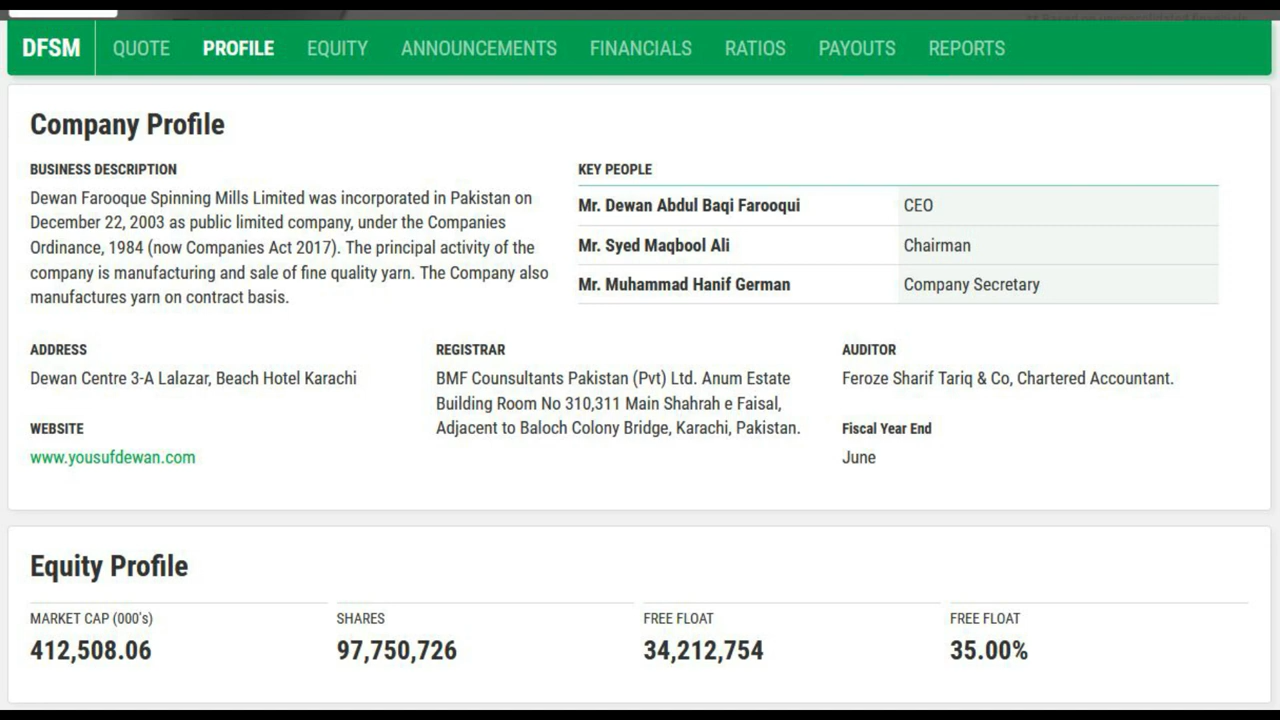 DFSM QUOTE PROFILE EQUITY ANNOUNCEMENTS FINANCIALS RATIOS PAYOUTS REPORTS
Company Profile
BUSINESS DESCRIPTION
Dewan Farooque Spinning Mills Limited was incorporated in Pakistan on
December 22, 2003 as public limited company, under the Companies
Ordinance, 1984 (now Companies Act 2017). The principal activity of the
company is manufacturing and sale of fine quality yarn. The Company also
manufactures yarn on contract basis.
KEY PEOPLE
Mr. Dewan Abdul Baqi Farooqui CEO
Mr. Syed Maqbool Ali Chairman
Mr. Muhammad Hanif German Company Secretary
ADDRESS
Dewan Centre 3-A Lalazar, Beach Hotel Karachi
WEBSITE
www.yousufdewan.com
REGISTRAR
BMF Counsultants Pakistan (Pvt) Ltd. Anum Estate
Building Room No 310,311 Main Shahrah e Faisal,
Adjacent to Baloch Colony Bridge, Karachi, Pakistan.
AUDITOR
Feroze Sharif Tariq & Co, Chartered Accountant.
Fiscal Year End
June
Equity Profile
MARKET CAP (000's)
412,508.06
SHARES
97,750,726
FREE FLOAT
34,212,754
FREE FLOAT
35.00%